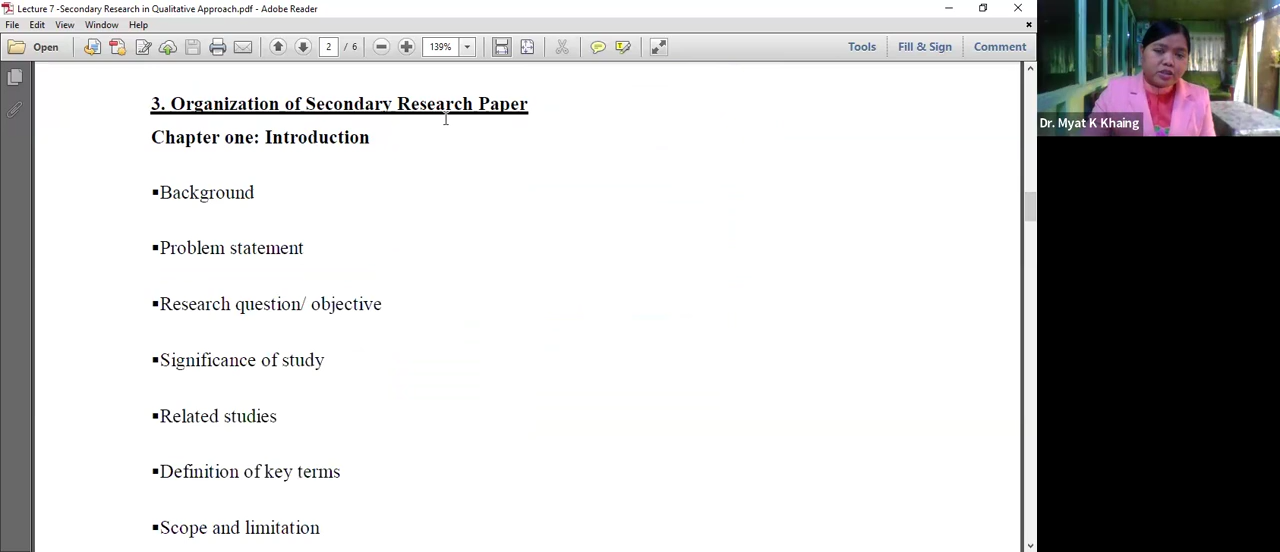 Lecture 7 -Secondary Research in Qualitative Approach.pdf - Adobe Reader
File Edit View Window Help
Open 2 / 6 139% Tools Fill & Sign Comment
3. Organization of Secondary Research Paper
Chapter one: Introduction
▪Background
▪Problem statement
▪Research question/ objective
▪Significance of study
▪Related studies
▪Definition of key terms
▪Scope and limitation
Dr. Myat K Khaing